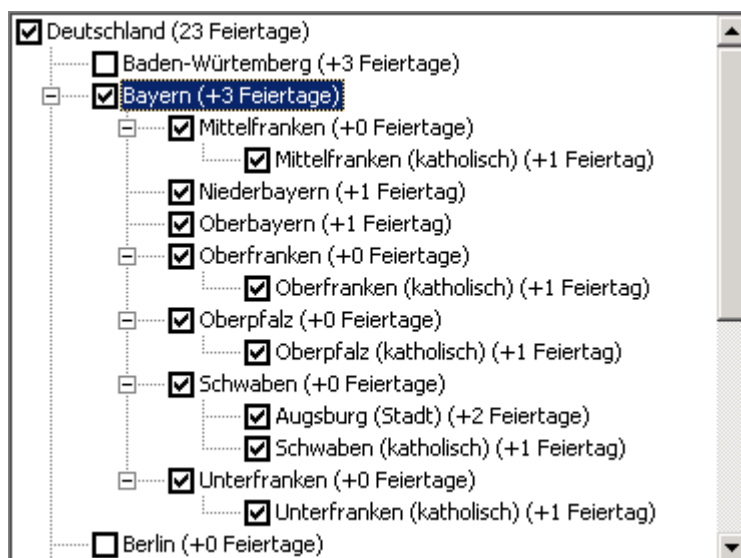 Deutschland (23 Feiertage)
Baden-Würtemberg (+3 Feiertage)
Bayern (+3 Feiertage)
Mittelfranken (+0 Feiertage)
Mittelfranken (katholisch) (+1 Feiertag)
Niederbayern (+1 Feiertag)
Oberbayern (+1 Feiertag)
Oberfranken (+0 Feiertage)
Oberfranken (katholisch) (+1 Feiertag)
Oberpfalz (+0 Feiertage)
Oberpfalz (katholisch) (+1 Feiertag)
Schwaben (+0 Feiertage)
Augsburg (Stadt) (+2 Feiertage)
Schwaben (katholisch) (+1 Feiertag)
Unterfranken (+0 Feiertage)
Unterfranken (katholisch) (+1 Feiertag)
Berlin (+0 Feiertage)